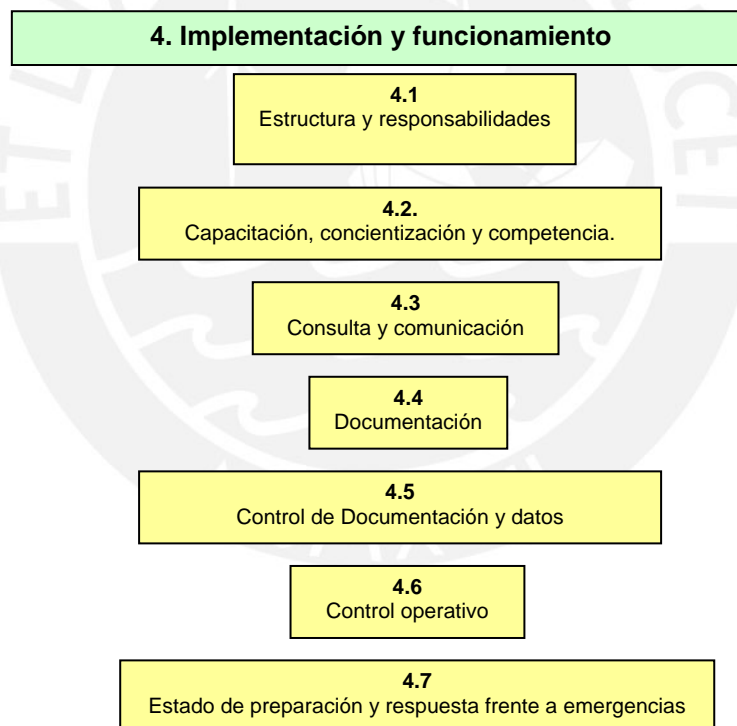 4. Implementación y funcionamiento
4.1
Estructura y responsabilidades
4.2.
Capacitación, concientización y competencia.
4.3
Consulta y comunicación
4.4
Documentación
4.5
Control de Documentación y datos
4.6
Control operativo
4.7
Estado de preparación y respuesta frente a emergencias